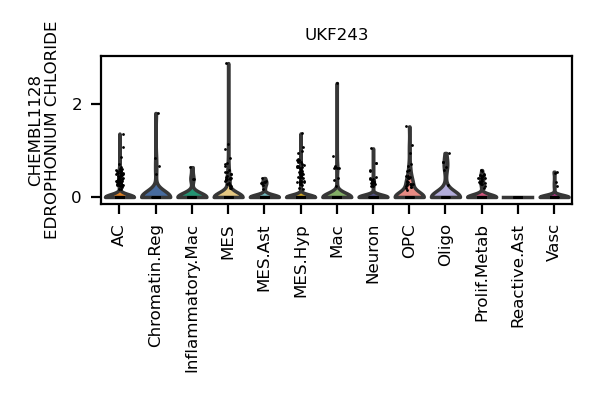 UKF243
CHEMBL1128
EDROPHONIUM CHLORIDE
2
0
AC
Chromatin.Reg
Inflammatory.Mac
MES
MES.Ast
MES.Hyp
Mac
Neuron
OPC
Oligo
Prolif.Metab
Reactive.Ast
Vasc